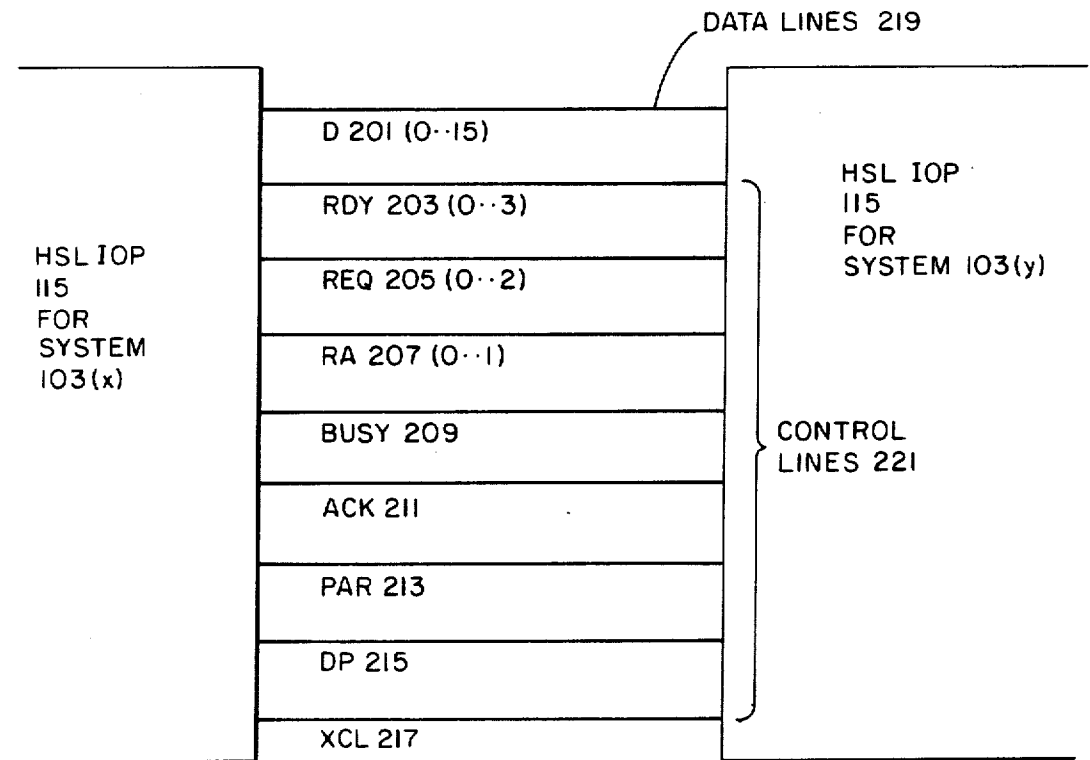 DATA LINES 219
D 201 (0··15)
RDY 203 (0··3)
REQ 205 (0··2)
RA 207 (0··1)
BUSY 209
ACK 211
PAR 213
DP 215
XCL 217
HSL IOP
115
FOR
SYSTEM
103(x)
HSL IOP
115
FOR
SYSTEM 103(y)
CONTROL
LINES 221